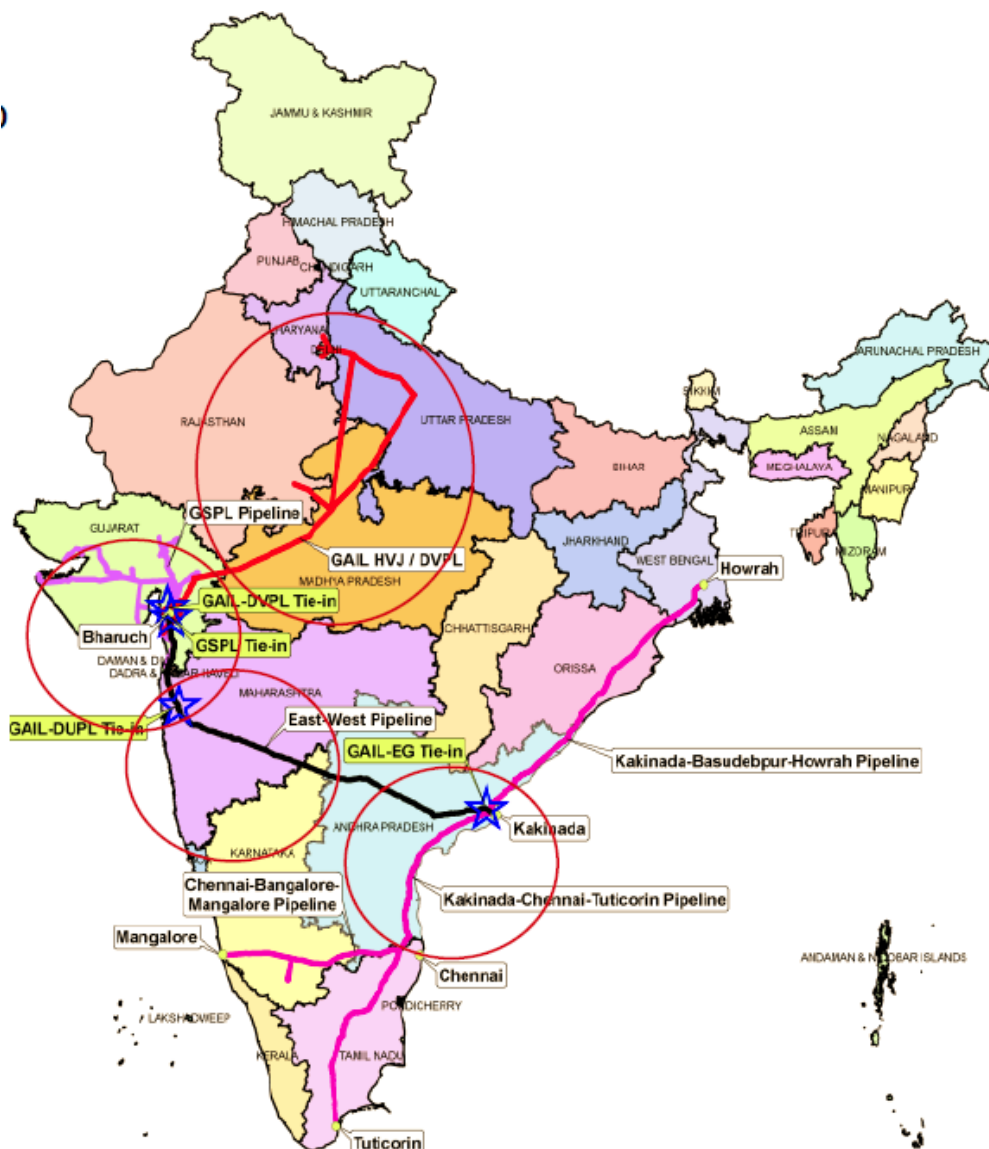 JAMMU & KASHMIR
HIMACHAL PRADESH
PUNJAB
CHANDIGARH
UTTARANCHAL
HARYANA
DELHI
ARUNACHAL PRADESH
SIKKIM
RAJASTHAN
UTTAR PRADESH
ASSAN
NAGALAND
BIHAR
MEGHALAYA
MANIPUR
GSPL Pipeline
GUJARAT
TRIPURA
JHARKHAND
MIZORAM
GAIL HVJ / DVPL
WEST BENGAL
MADHYA PRADESH
Howrah
GAIL-DVPL Tie-in
Bharuch
GSPL Tie-in
CHHATTISGARH
DAMAN & DI
DADRA &
AR HAVELI
ORISSA
MAHARASHTRA
East-West Pipeline
GAIL-DUPL Tie-in
GAIL-EG Tie-in
Kakinada-Basudebpur-Howrah Pipeline
ANDHRA PRADESH
Kakinada
KARNATAKA
Chennai-Bangalore-
Mangalore Pipeline
Kakinada-Chennai-Tuticorin Pipeline
Mangalore
Chennai
ANDAMAN & NICOBAR ISLANDS
PONDICHERRY
LAKSHADWEEP
KERALA
TAMIL NADU
Tuticorin